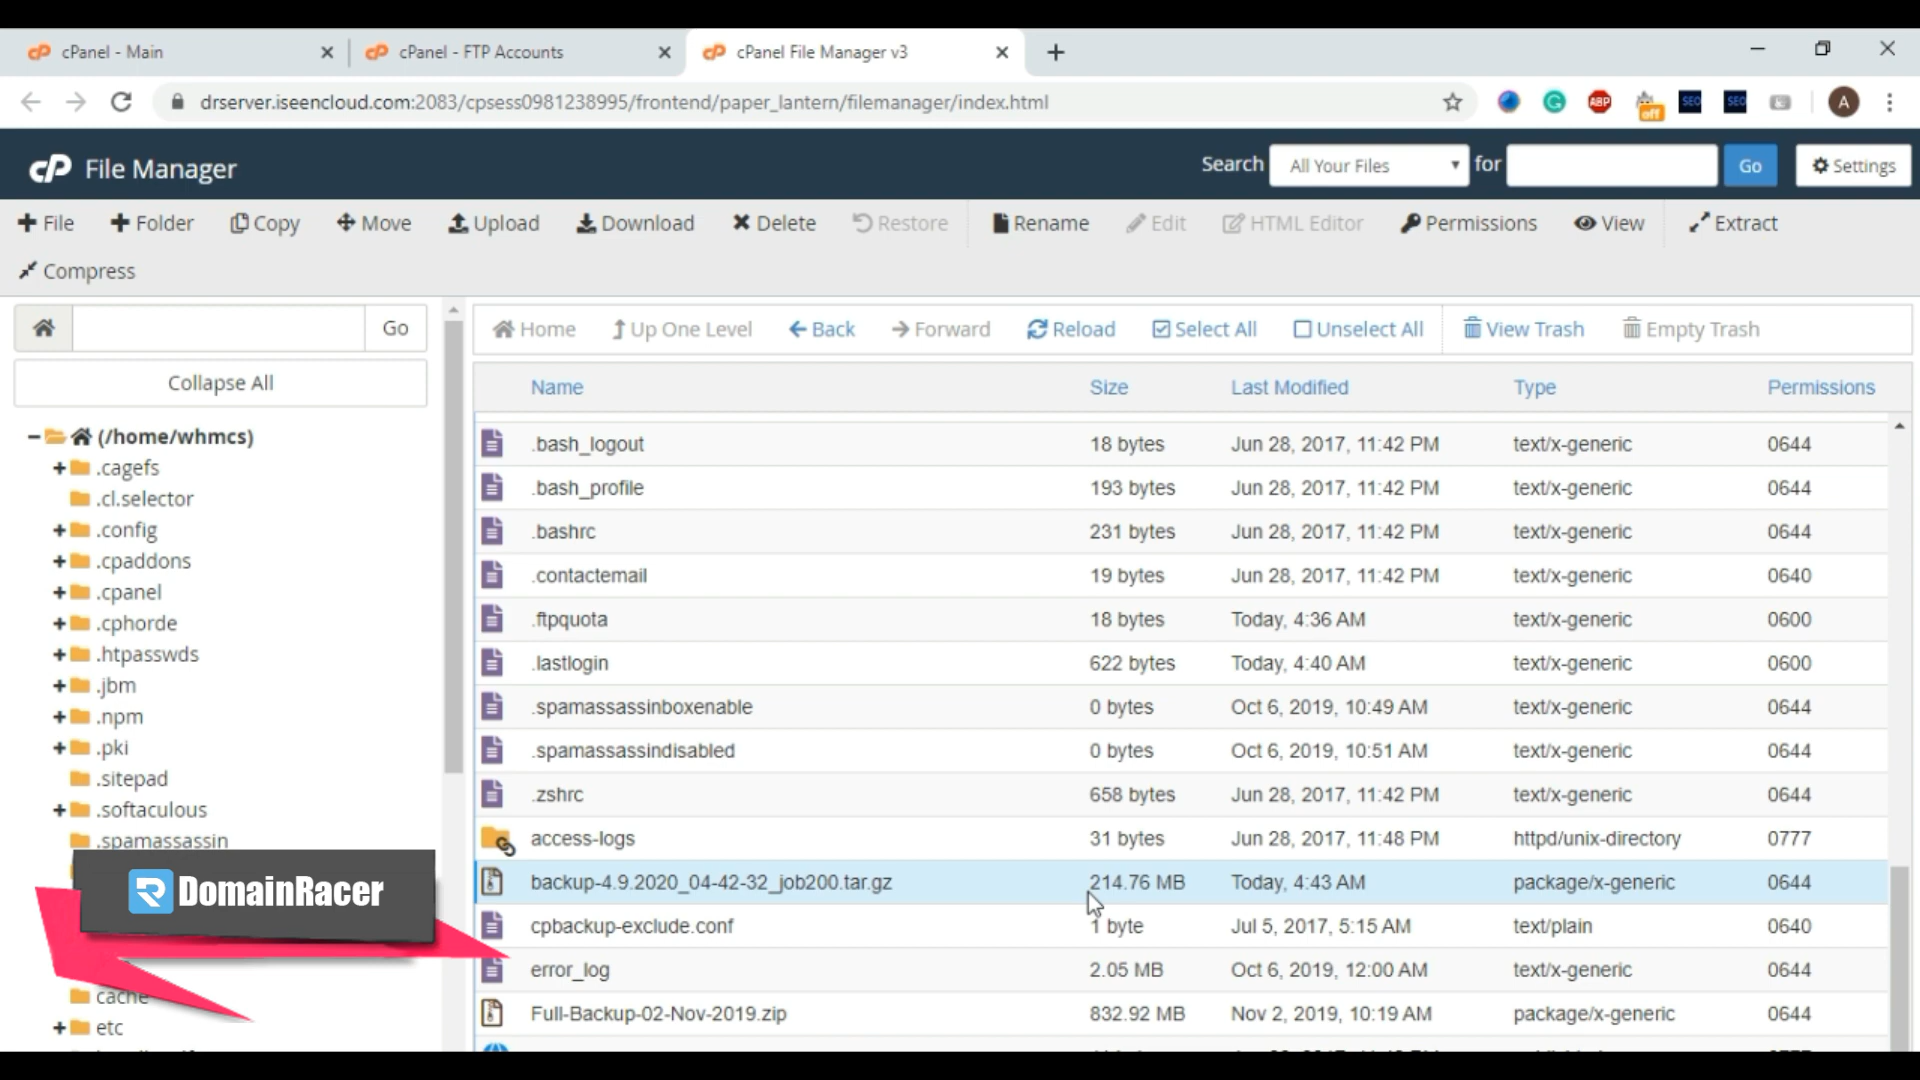 cPanel - Main
cPanel - FTP Accounts
cPanel File Manager v3
drserver.iseencloud.com:2083/cpsess0981238995/frontend/paper_lantern/filemanager/index.html
ABP
off
SEO
SEO
A
cP File Manager
Search All Your Files for Go Settings
File Folder Copy Move Upload Download Delete Restore Rename Edit HTML Editor Permissions View Extract
Compress
Go
Collapse All
(/home/whmcs)
.cagefs
.cl.selector
.config
.cpaddons
.cpanel
.cphorde
.htpasswds
.jbm
.npm
.pki
.sitepad
.softaculous
.spamassassin
DomainRacer
cache
etc
Home Up One Level Back Forward Reload Select All Unselect All View Trash Empty Trash
Name Size Last Modified Type Permissions
.bash_logout 18 bytes Jun 28, 2017, 11:42 PM text/x-generic 0644
.bash_profile 193 bytes Jun 28, 2017, 11:42 PM text/x-generic 0644
.bashrc 231 bytes Jun 28, 2017, 11:42 PM text/x-generic 0644
.contactemail 19 bytes Jun 28, 2017, 11:42 PM text/x-generic 0640
.ftpquota 18 bytes Today, 4:36 AM text/x-generic 0600
.lastlogin 622 bytes Today, 4:40 AM text/x-generic 0600
.spamassassinboxenable 0 bytes Oct 6, 2019, 10:49 AM text/x-generic 0644
.spamassassindisabled 0 bytes Oct 6, 2019, 10:51 AM text/x-generic 0644
.zshrc 658 bytes Jun 28, 2017, 11:42 PM text/x-generic 0644
access-logs 31 bytes Jun 28, 2017, 11:48 PM httpd/unix-directory 0777
backup-4.9.2020_04-42-32_job200.tar.gz 214.76 MB Today, 4:43 AM package/x-generic 0644
cpbackup-exclude.conf 1 byte Jul 5, 2017, 5:15 AM text/plain 0640
error_log 2.05 MB Oct 6, 2019, 12:00 AM text/x-generic 0644
Full-Backup-02-Nov-2019.zip 832.92 MB Nov 2, 2019, 10:19 AM package/x-generic 0644